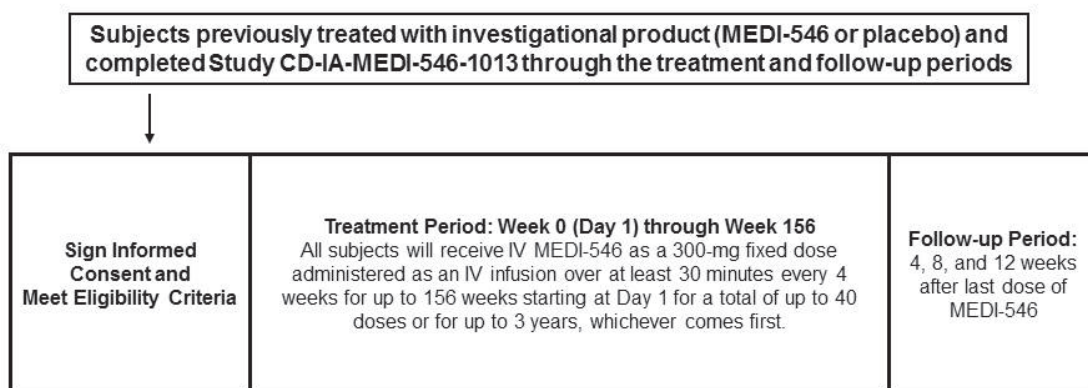 Subjects previously treated with investigational product (MEDI-546 or placebo) and
completed Study CD-IA-MEDI-546-1013 through the treatment and follow-up periods
Sign Informed
Consent and
Meet Eligibility Criteria
Treatment Period: Week 0 (Day 1) through Week 156
All subjects will receive IV MEDI-546 as a 300-mg fixed dose
administered as an IV infusion over at least 30 minutes every 4
weeks for up to 156 weeks starting at Day 1 for a total of up to 40
doses or for up to 3 years, whichever comes first.
Follow-up Period:
4, 8, and 12 weeks
after last dose of
MEDI-546